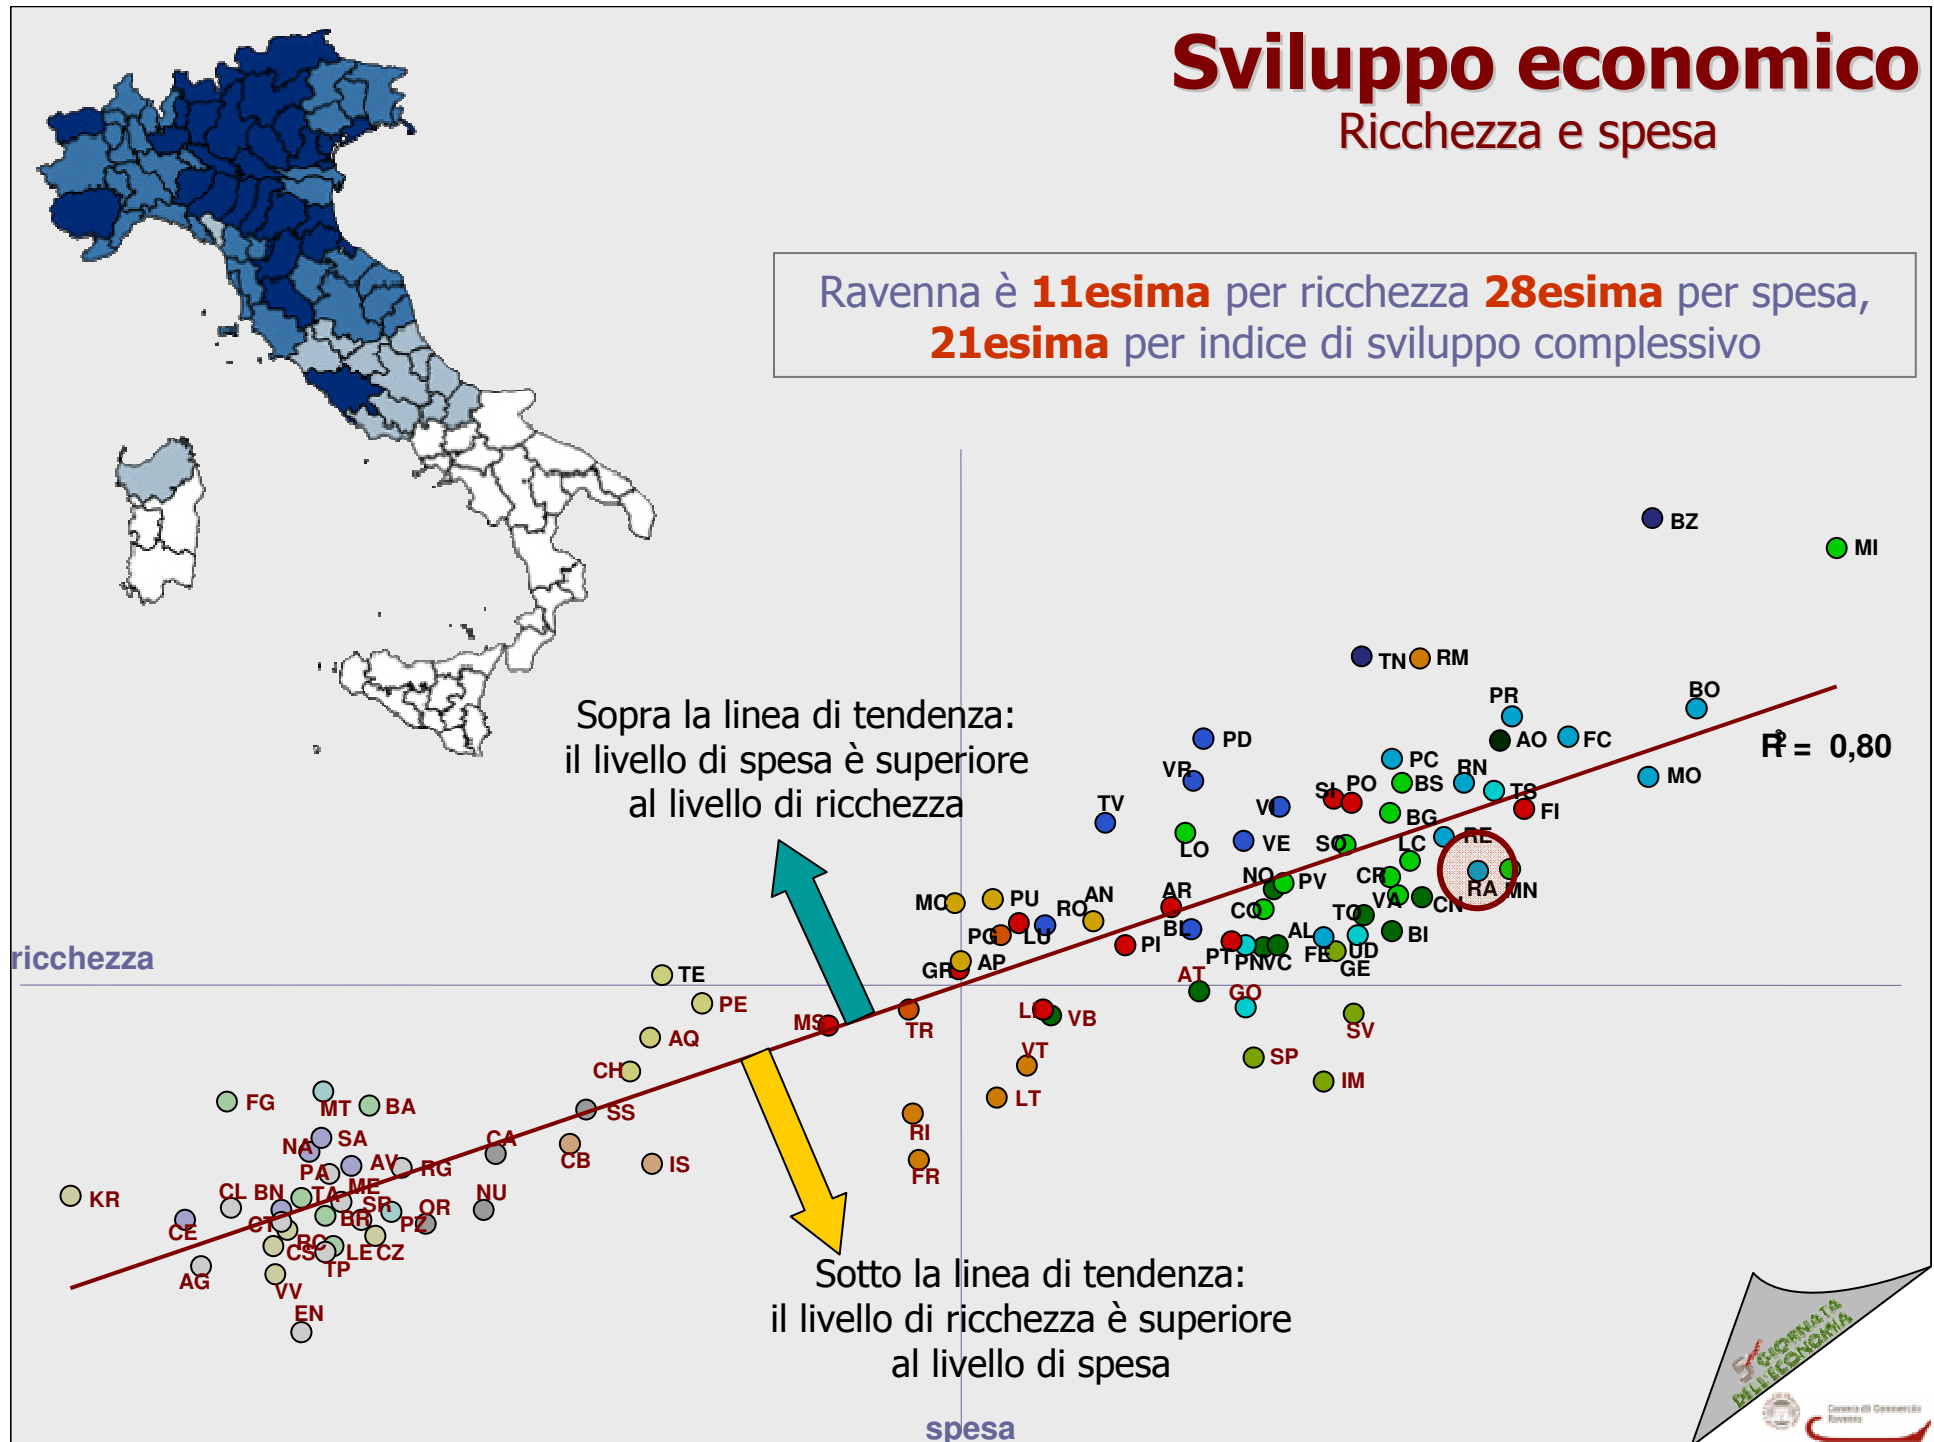 Sviluppo economico
Ricchezza e spesa
Ravenna è 11esima per ricchezza 28esima per spesa,
21esima per indice di sviluppo complessivo
BZ
MI
TN
RM
PR
BO
AO
FC
R² = 0,80
PD
PC
RN
MO
VR
BS
TS
SI
PO
TV
VI
BG
FI
LO
VE
SO
LC
RE
NO
PV
CR
RA
MN
MC
PU
AN
AR
CO
VA
CN
RO
TO
PG
LU
BL
AL
BI
PI
PT
PN
VC
FE
UD
GR
AP
GE
Sopra la linea di tendenza:
il livello di spesa è superiore
al livello di ricchezza
ricchezza
TE
AT
GO
PE
MS
TR
LI
VB
SV
AQ
VT
SP
CH
IM
LT
FG
MT
BA
SS
RI
NA
SA
CA
CB
IS
FR
PA
AV
RG
KR
CL
BN
TA
ME
NU
CE
CT
BR
SR
PZ
OR
RC
CS
LE
CZ
AG
TP
VV
EN
Sotto la linea di tendenza:
il livello di ricchezza è superiore
al livello di spesa
spesa
GIORNATA
DELL'ECONOMIA
Camera di Commercio
Ravenna